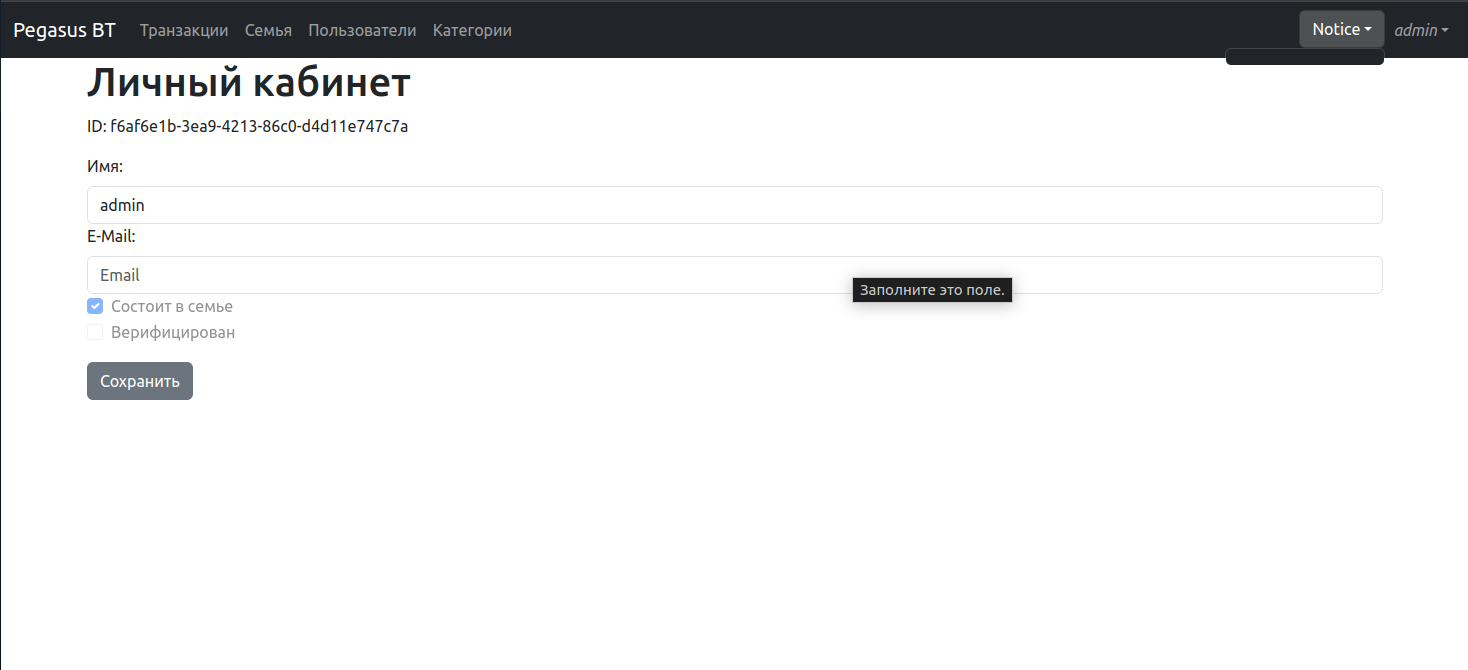 Pegasus BT Транзакции Семья Пользователи Категории Notice admin
Личный кабинет
ID: f6af6e1b-3ea9-4213-86c0-d4d11e747c7a
Имя:
admin
E-Mail:
Email
Заполните это поле.
Состоит в семье
Верифицирован
Сохранить